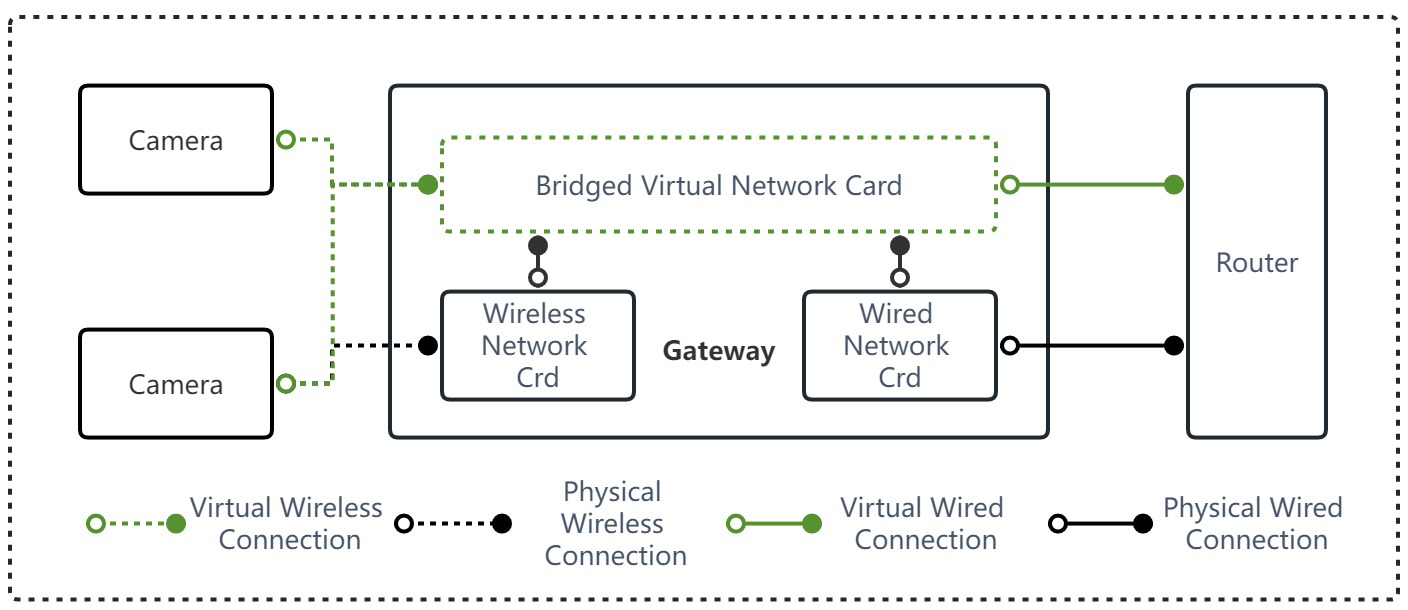 Camera
Bridged Virtual Network Card
Router
Wireless
Network
Crd
Gateway
Wired
Network
Crd
Camera
Virtual Wireless
Connection
Physical
Wireless
Connection
Virtual Wired
Connection
Physical Wired
Connection